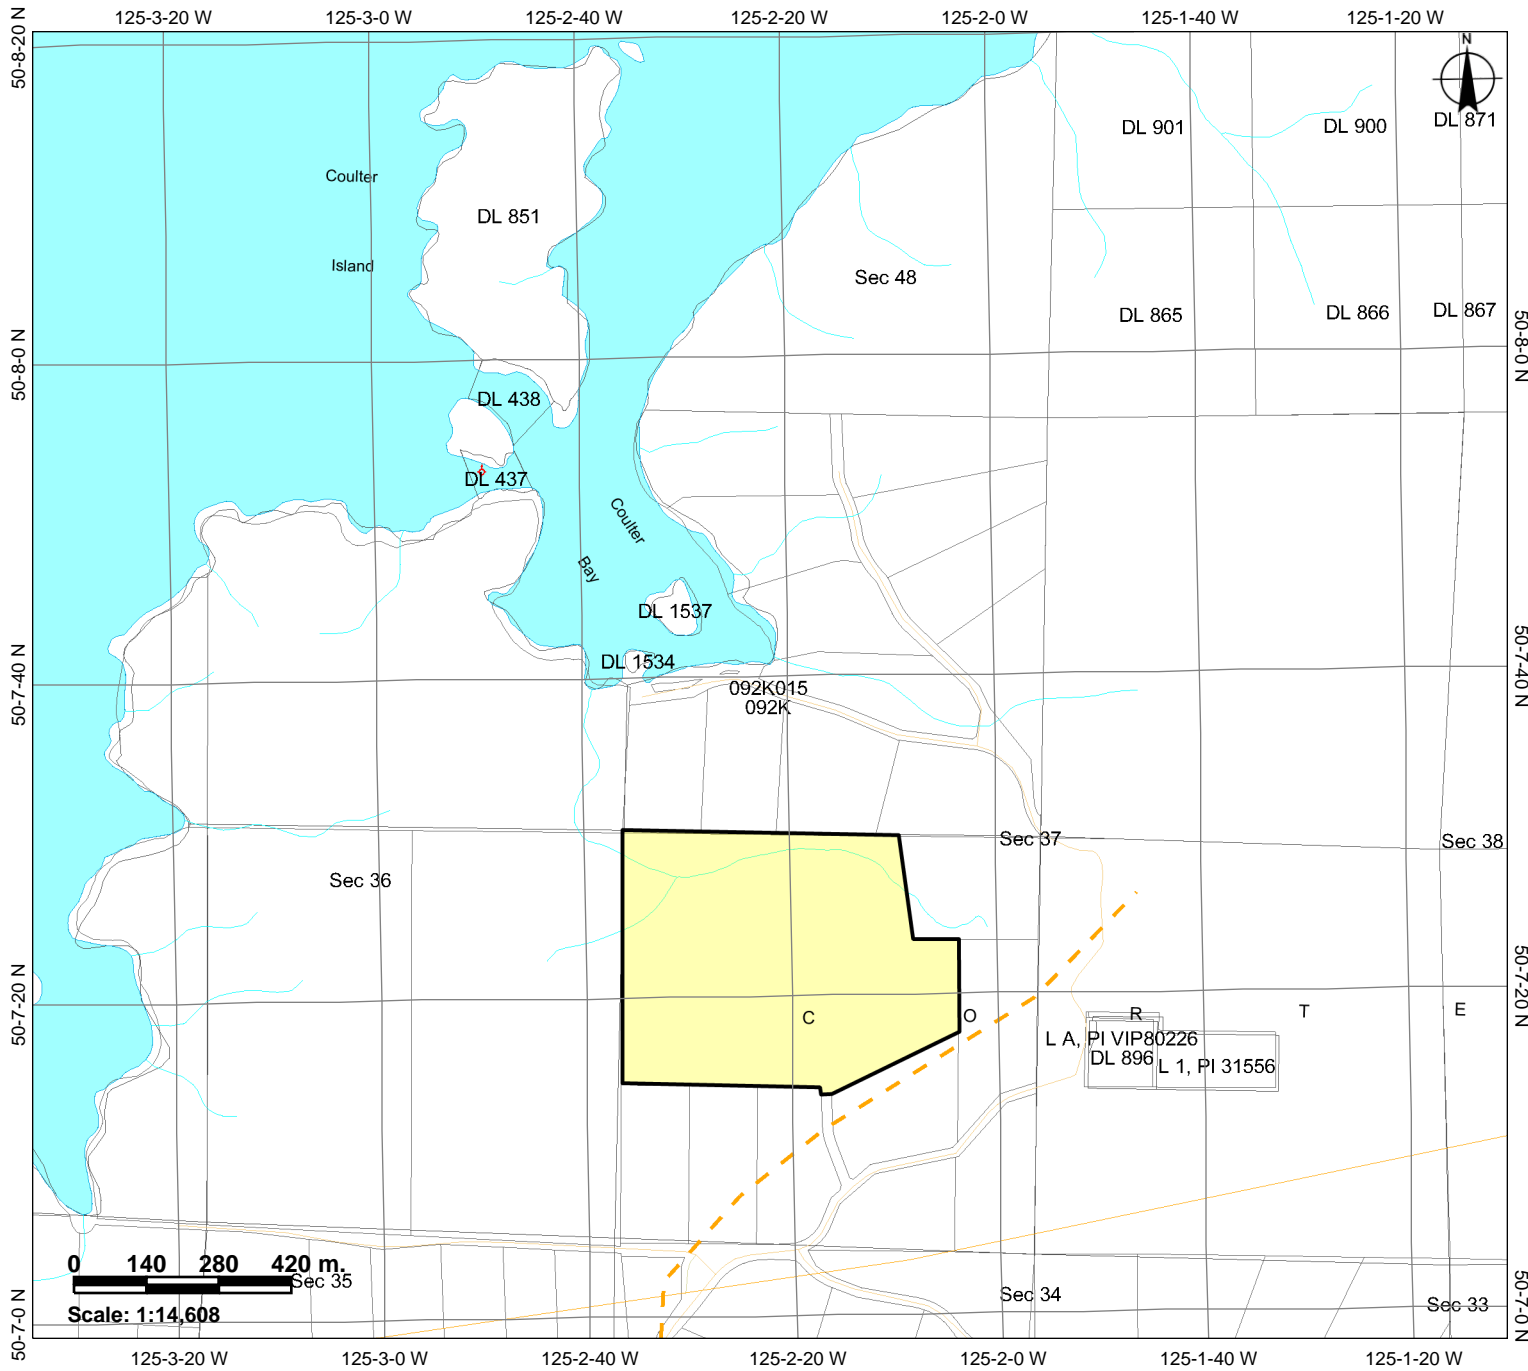 125-3-20 W 125-3-0 W 125-2-40 W 125-2-20 W 125-2-0 W 125-1-40 W 125-1-20 W
50-8-20 N
N
DL 901 DL 900 DL 871
Coulter
DL 851
Island
Sec 48
DL 865 DL 866 DL 867
50-8-0 N
50-8-0 N
DL 438
DL 437
Coulter
Bay
DL 1537
DL 1534
50-7-40 N
50-7-40 N
092K015
092K
Sec 37
Sec 38
Sec 36
50-7-20 N
50-7-20 N
C O R T E
L A, Pl VIP80226
DL 896
L 1, Pl 31556
0 140 280 420 m.
Sec 35
Scale: 1:14,608
Sec 34
Sec 33
50-7-0 N
50-7-0 N
125-3-20 W 125-3-0 W 125-2-40 W 125-2-20 W 125-2-0 W 125-1-40 W 125-1-20 W